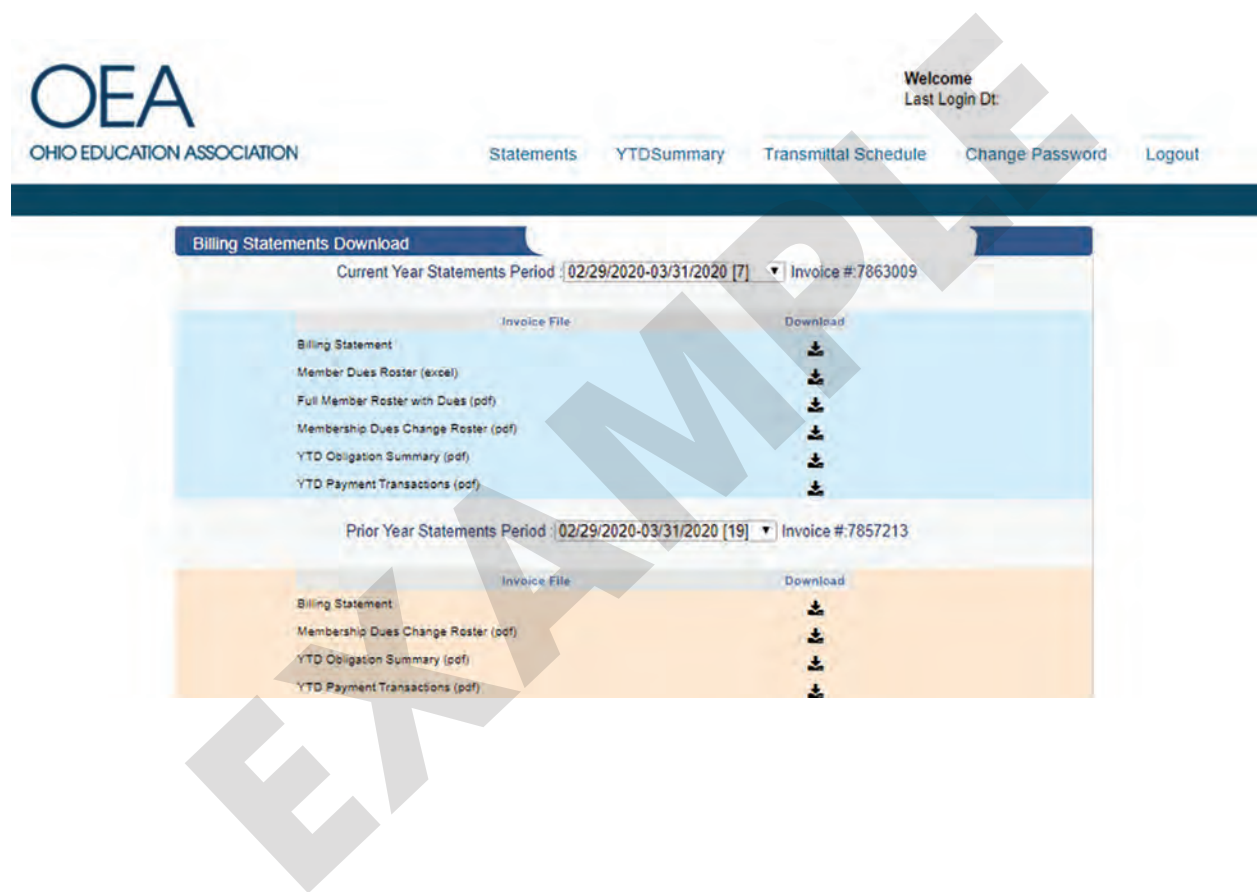 OEA
OHIO EDUCATION ASSOCIATION
Welcome
Last Login Dt:
Statements YTDSummary Transmittal Schedule Change Password Logout
Billing Statements Download
Current Year Statements Period : 02/29/2020-03/31/2020 [7] Invoice #:7863009
Invoice File Download
Billing Statement
Member Dues Roster (excel)
Full Member Roster with Dues (pdf)
Membership Dues Change Roster (pdf)
YTD Obligation Summary (pdf)
YTD Payment Transactions (pdf)
Prior Year Statements Period : 02/29/2020-03/31/2020 [19] Invoice #:7857213
Invoice File Download
Billing Statement
Membership Dues Change Roster (pdf)
YTD Obligation Summary (pdf)
YTD Payment Transactions (pdf)
EXAMPLE